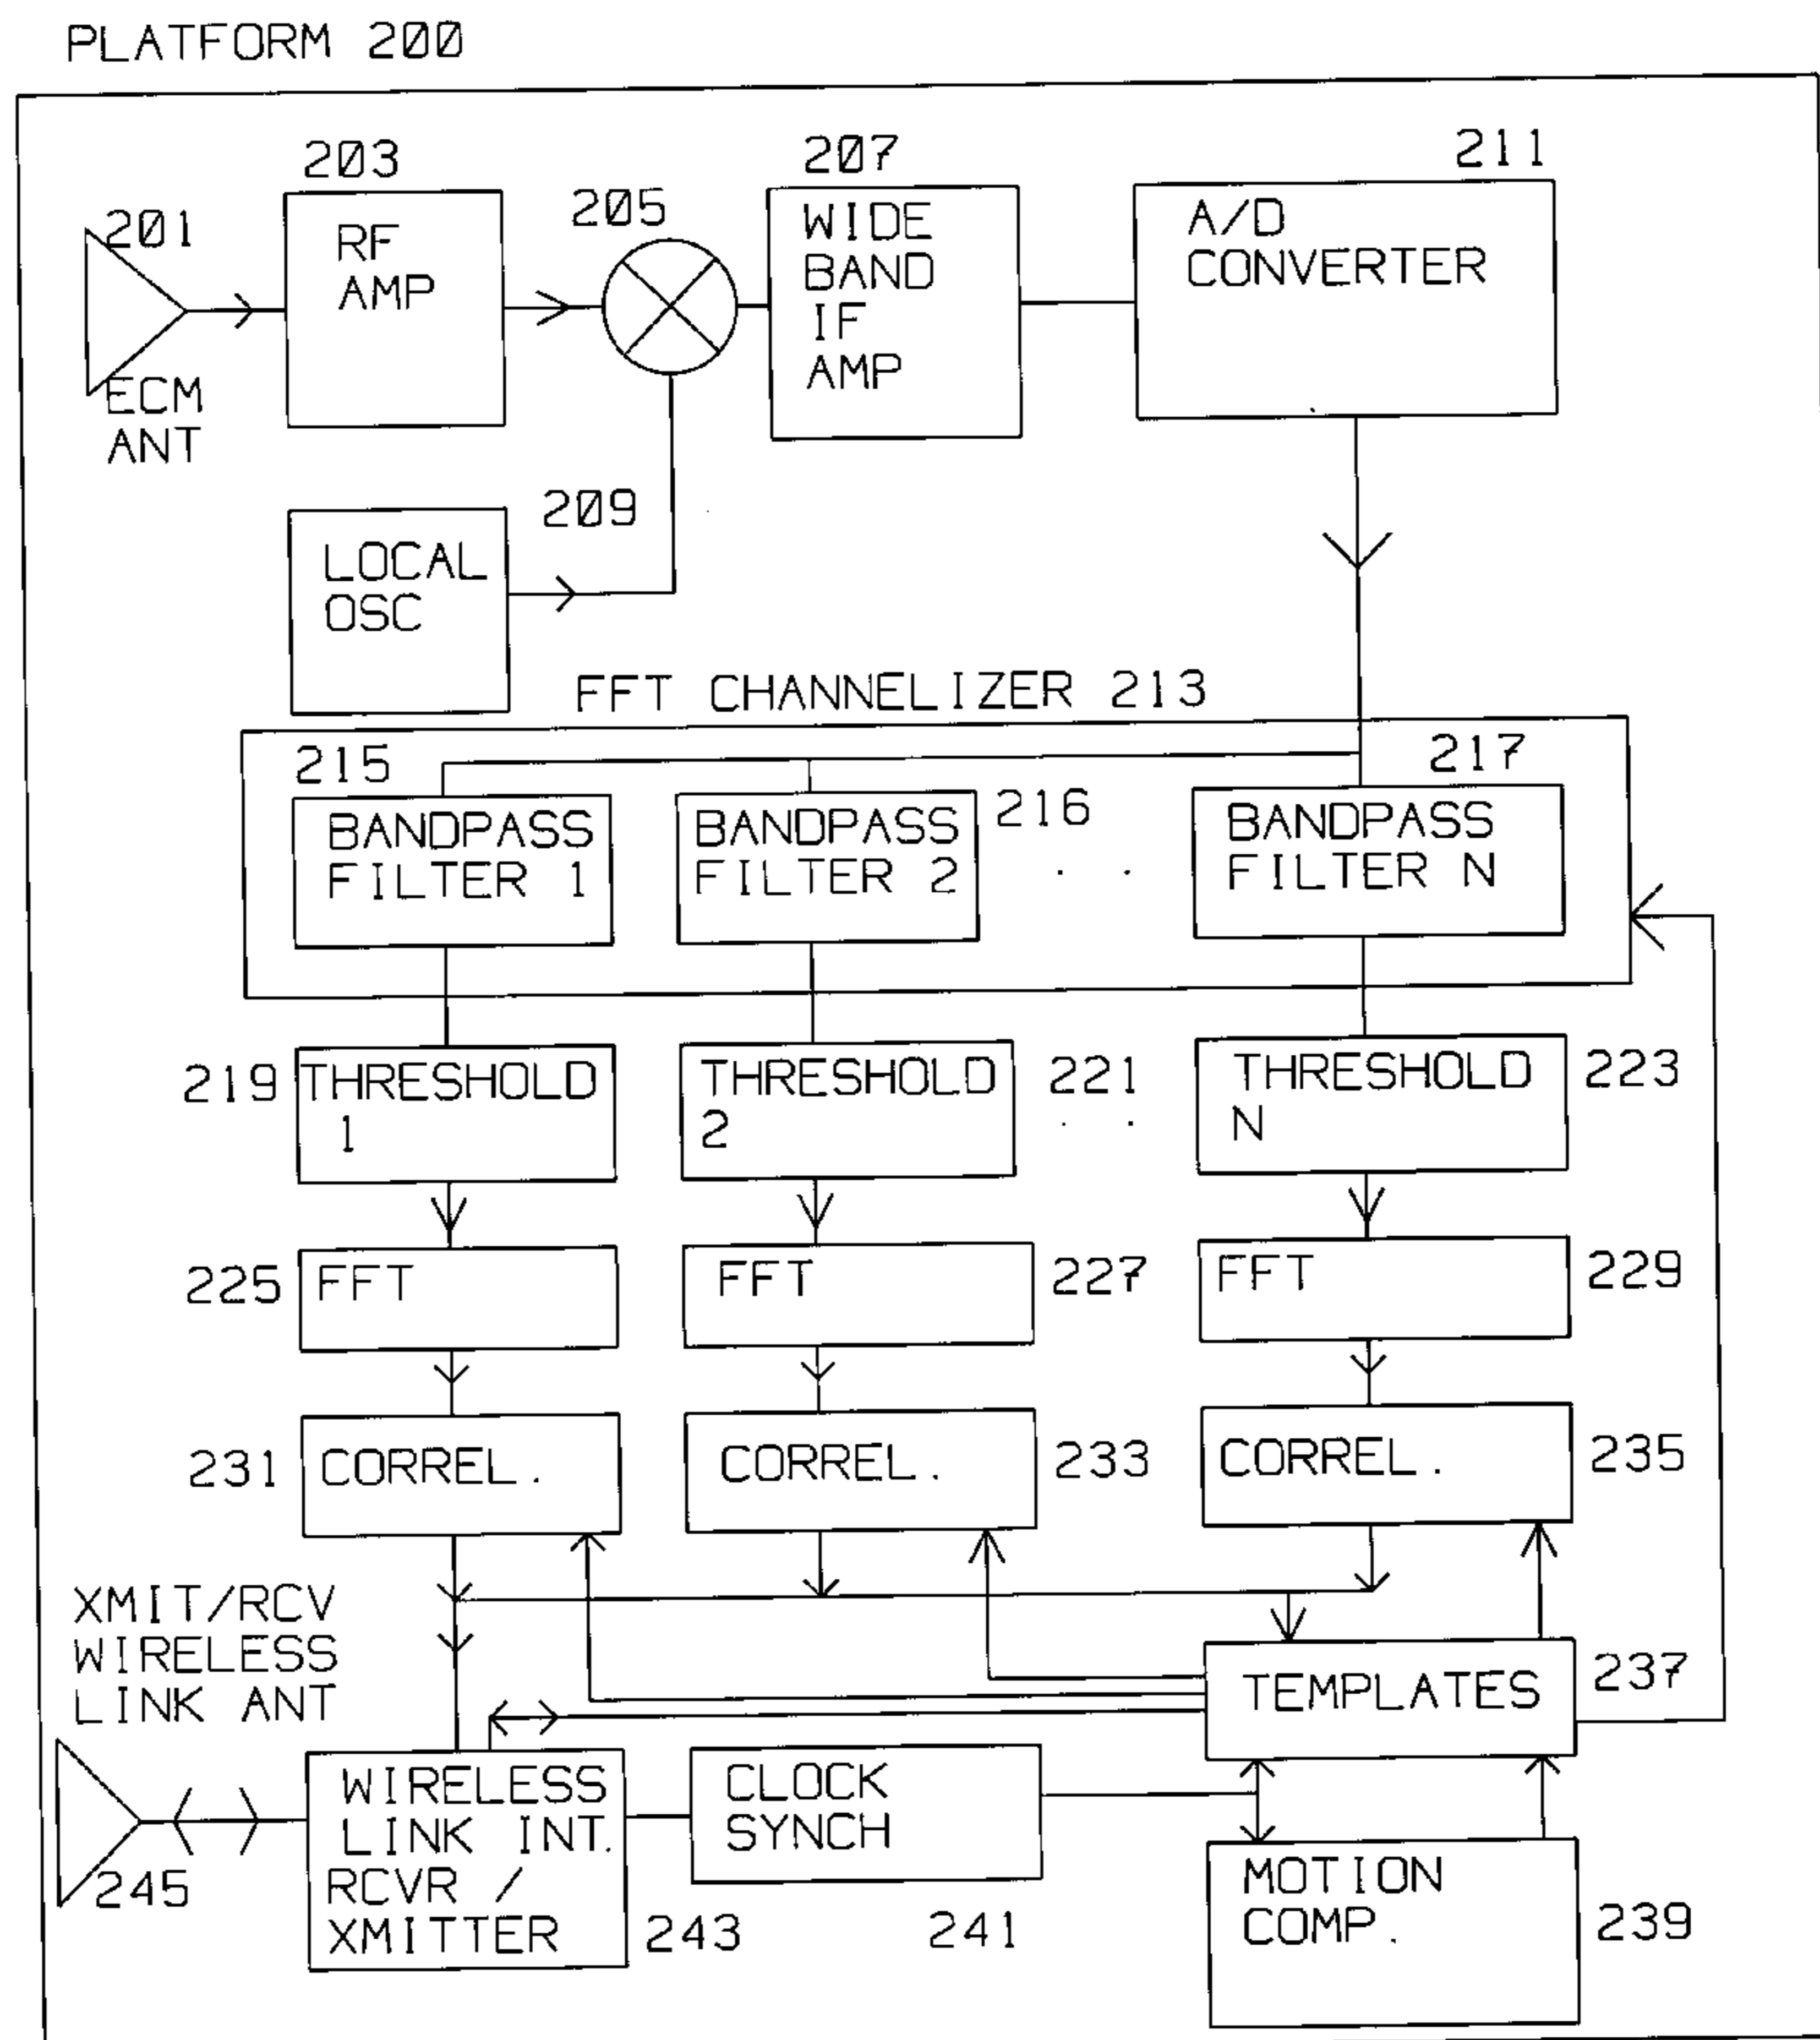 PLATFORM 200
203
207
211
201
205
RF
AMP
WIDE
BAND
IF
AMP
A/D
CONVERTER
ECM
ANT
209
LOCAL
OSC
FFT CHANNELIZER 213
215
217
BANDPASS
FILTER 1
BANDPASS
FILTER 2
216
. .
BANDPASS
FILTER N
219
THRESHOLD
1
THRESHOLD
2
221
. .
THRESHOLD
N
223
225
FFT
FFT
227
FFT
229
231
CORREL.
CORREL.
233
CORREL.
235
XMIT/RCV
WIRELESS
LINK ANT
TEMPLATES
237
245
WIRELESS
LINK INT.
RCVR /
XMITTER
243
CLOCK
SYNCH
241
MOTION
COMP.
239